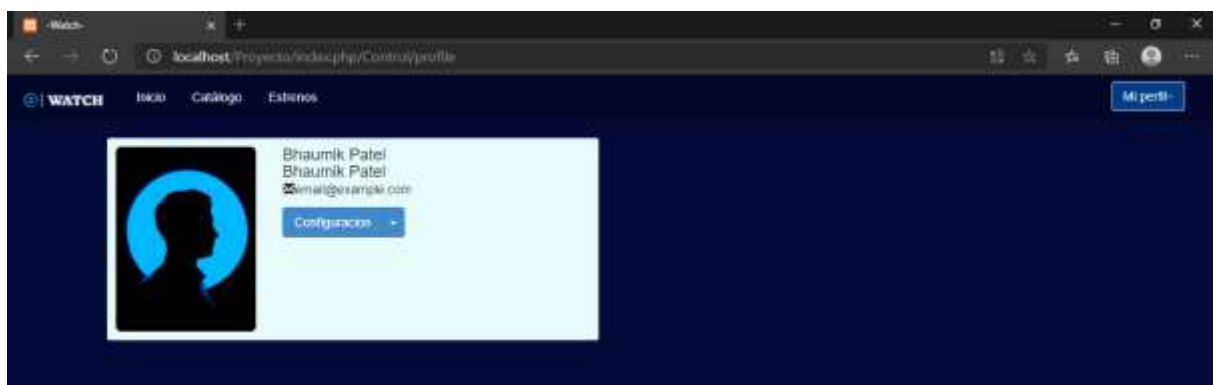 -Watch-
localhost/Proyecto/index.php/Control/profile
WATCH Inicio Catálogo Estrenos Mi perfil
Bhaumik Patel
Bhaumik Patel
email@example.com
Configuracion